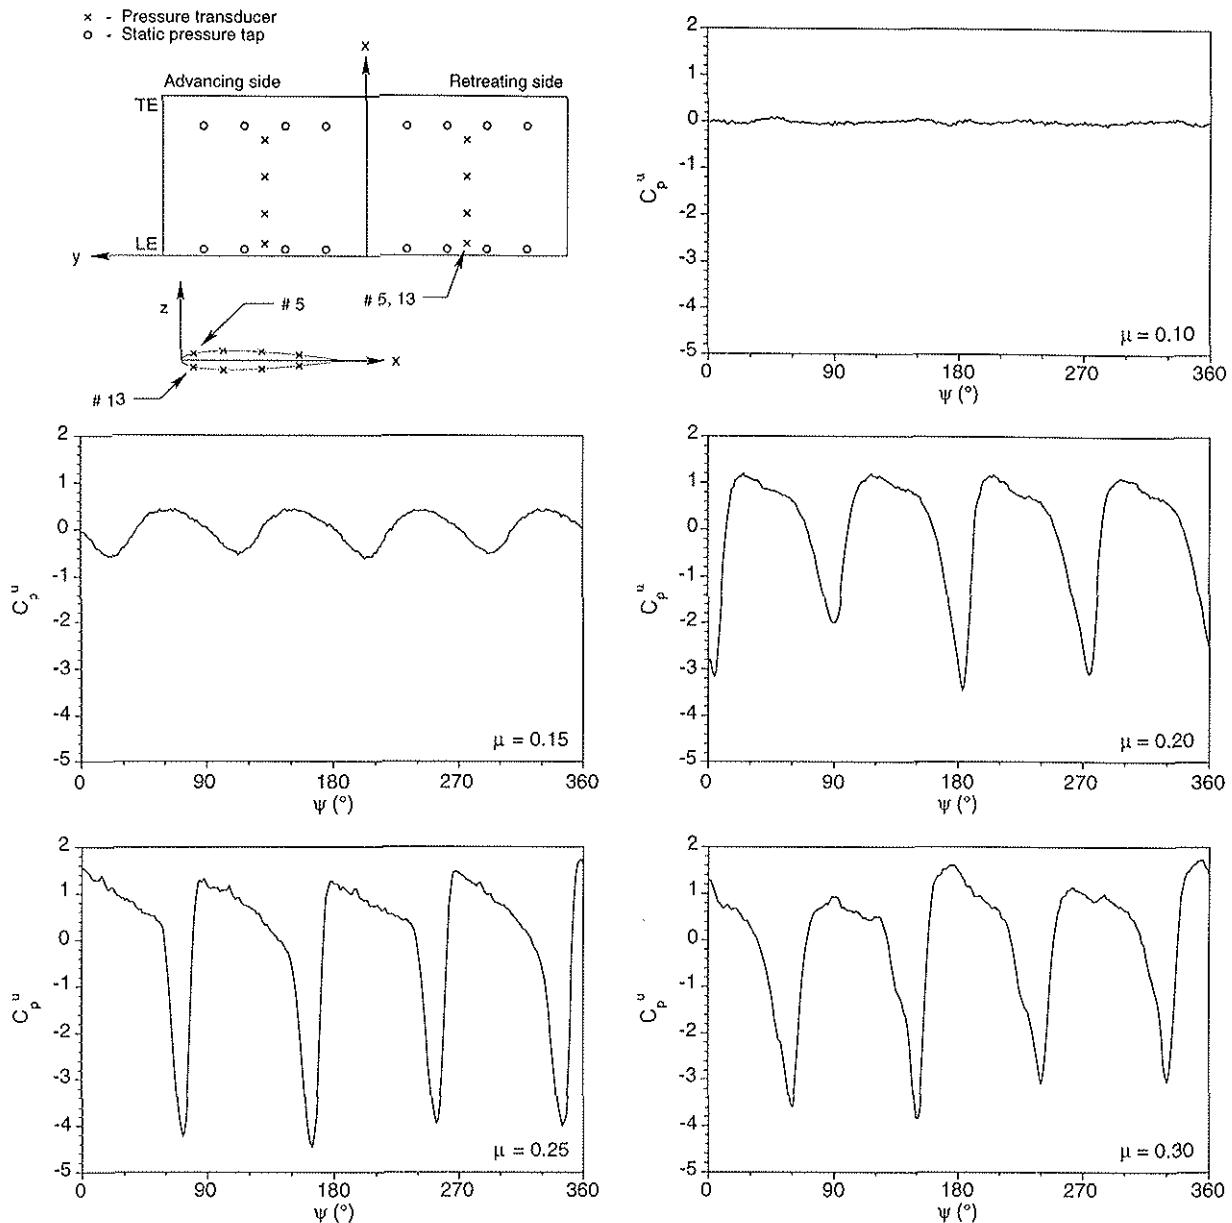 × - Pressure transducer
o - Static pressure tap
x
Advancing side
Retreating side
TE
LE
y
# 5, 13
z
# 5
x
# 13
2
1
0
-1
-2
-3
-4
-5
C_p^u
μ = 0.10
0 90 180 270 360
ψ (°)
2
1
0
-1
-2
-3
-4
-5
C_p^u
μ = 0.15
0 90 180 270 360
ψ (°)
2
1
0
-1
-2
-3
-4
-5
C_p^u
μ = 0.20
0 90 180 270 360
ψ (°)
2
1
0
-1
-2
-3
-4
-5
C_p^u
μ = 0.25
0 90 180 270 360
ψ (°)
2
1
0
-1
-2
-3
-4
-5
C_p^u
μ = 0.30
0 90 180 270 360
ψ (°)